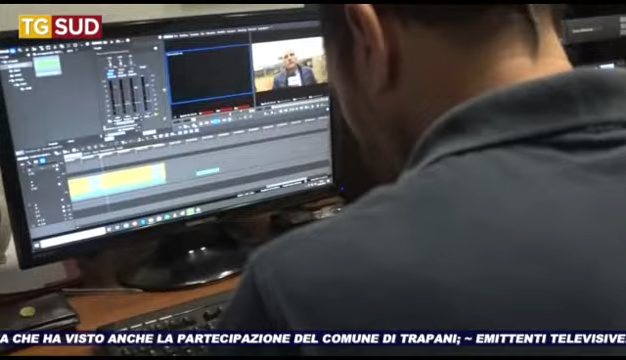 TG SUD
A CHE HA VISTO ANCHE LA PARTECIPAZIONE DEL COMUNE DI TRAPANI; ~ EMITTENTI TELEVISIVE